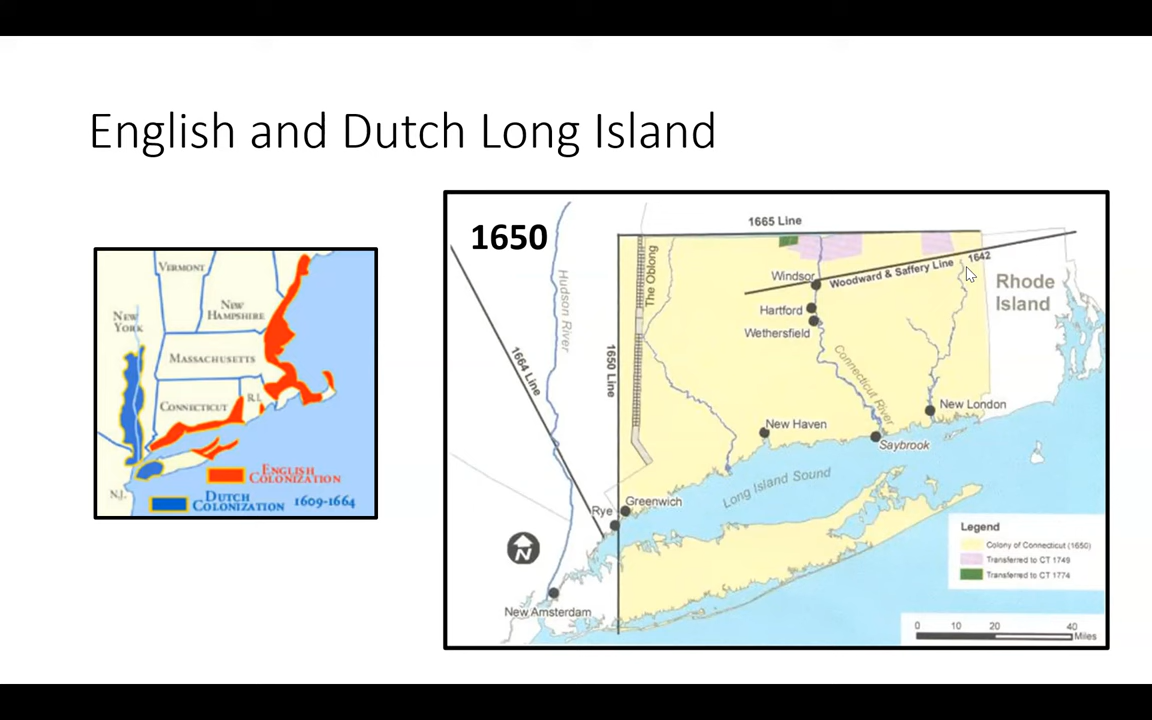 English and Dutch Long Island
VERMONT
NEW
HAMPSHIRE
NEW
YORK
MASSACHUSETTS
CONNECTICUT
R.I.
N.J.
ENGLISH
COLONIZATION
DUTCH
COLONIZATION 1609-1664
1650
1665 Line
The Oblong
Hudson River
1664 Line
1650 Line
Windsor
Woodward & Saffery Line 1642
Hartford
Wethersfield
Rhode
Island
Connecticut River
New London
New Haven
Saybrook
Long Island Sound
Greenwich
Rye
N
New Amsterdam
Legend
Colony of Connecticut (1650)
Transferred to CT 1749
Transferred to CT 1774
0 10 20 40
Miles